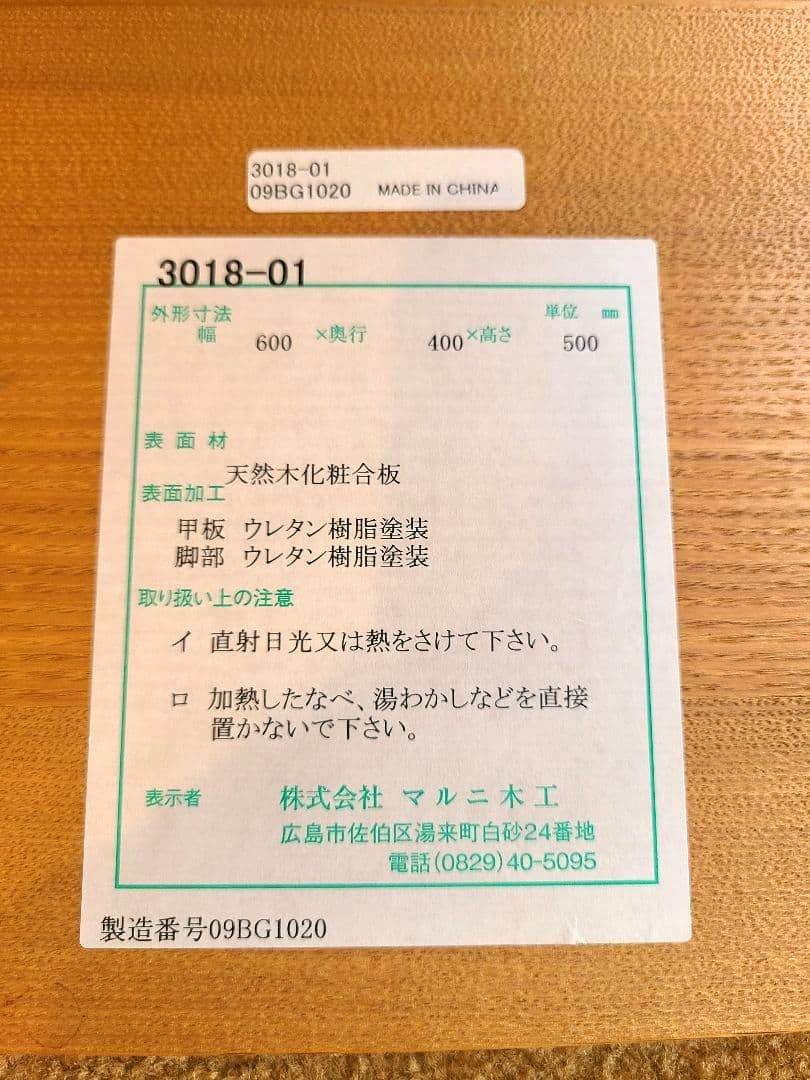 3018-01
09BG1020 MADE IN CHINA
3018-01
外形寸法 単位 mm
幅 600 ×奥行 400 ×高さ 500
表面材
天然木化粧合板
表面加工
甲板 ウレタン樹脂塗装
脚部 ウレタン樹脂塗装
取り扱い上の注意
イ 直射日光又は熱をさけて下さい。
ロ 加熱したなべ、湯わかしなどを直接
置かないで下さい。
表示者 株式会社 マルニ木工
広島市佐伯区湯来町白砂24番地
電話(0829)40-5095
製造番号09BG1020